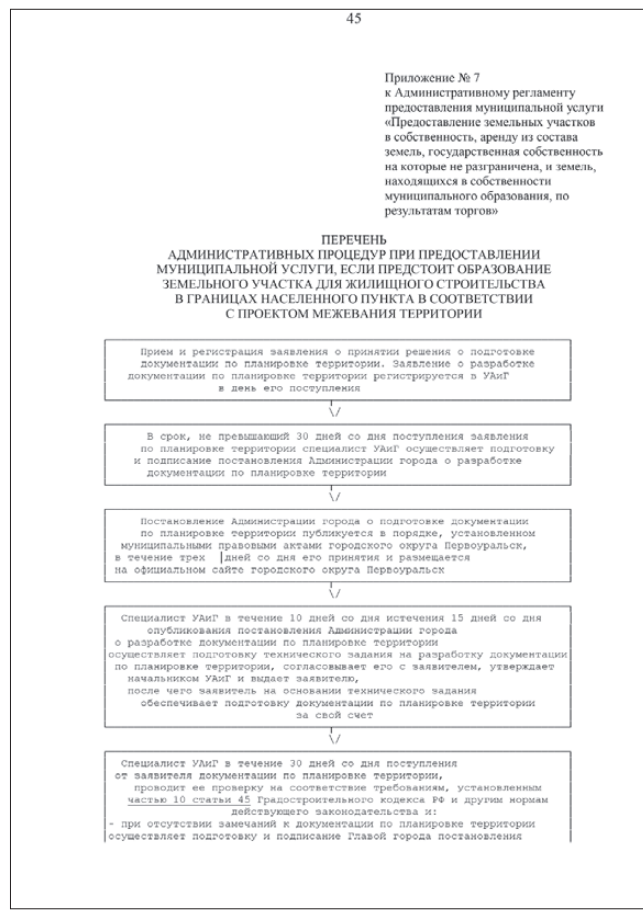 45
Приложение № 7
к Административному регламенту
предоставления муниципальной услуги
«Предоставление земельных участков
в собственность, аренду из состава
земель, государственная собственность
на которые не разграничена, и земель,
находящихся в собственности
муниципального образования, по
результатам торгов»
ПЕРЕЧЕНЬ
АДМИНИСТРАТИВНЫХ ПРОЦЕДУР ПРИ ПРЕДОСТАВЛЕНИИ
МУНИЦИПАЛЬНОЙ УСЛУГИ, ЕСЛИ ПРЕДСТОИТ ОБРАЗОВАНИЕ
ЗЕМЕЛЬНОГО УЧАСТКА ДЛЯ ЖИЛИЩНОГО СТРОИТЕЛЬСТВА
В ГРАНИЦАХ НАСЕЛЕННОГО ПУНКТА В СООТВЕТСТВИИ
С ПРОЕКТОМ МЕЖЕВАНИЯ ТЕРРИТОРИИ
Прием и регистрация заявления о принятии решения о подготовке
документации по планировке территории. Заявление о разработке
документации по планировке территории регистрируется в УАиГ
в день его поступления
\/
В срок, не превышающий 30 дней со дня поступления заявления
по планировке территории специалист УАиГ осуществляет подготовку
и подписание постановления Администрации города о разработке
документации по планировке территории
\/
Постановление Администрации города о подготовке документации
по планировке территории публикуется в порядке, установленном
муниципальными правовыми актами городского округа Первоуральск,
в течение трех дней со дня его принятия и размещается
на официальном сайте городского округа Первоуральск
\/
Специалист УАиГ в течение 10 дней со дня истечения 15 дней со дня
опубликования постановления Администрации города
о разработке документации по планировке территории
осуществляет подготовку технического задания на разработку документации
по планировке территории, согласовывает его с заявителем, утверждает
начальником УАиГ и выдает заявителю,
после чего заявитель на основании технического задания
обеспечивает подготовку документации по планировке территории
за свой счет
\/
Специалист УАиГ в течение 30 дней со дня поступления
от заявителя документации по планировке территории,
проводит ее проверку на соответствие требованиям, установленным
частью 10 статьи 45 Градостроительного кодекса РФ и другим нормам
действующего законодательства и:
- при отсутствии замечаний к документации по планировке территории
осуществляет подготовку и подписание Главой города постановления